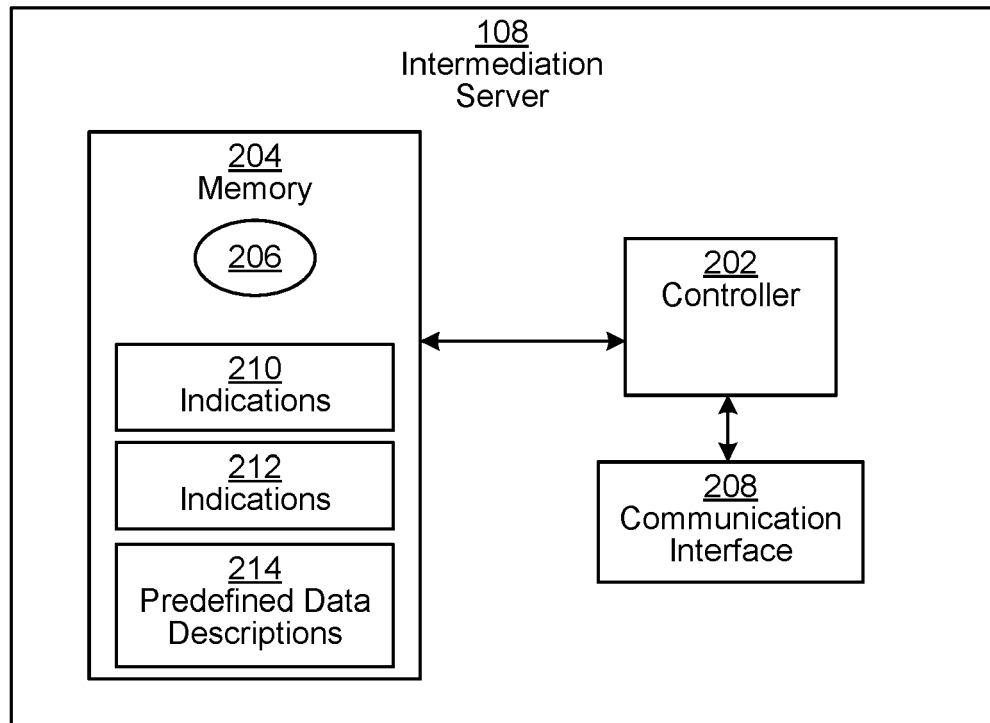 108
Intermediation
Server
204
Memory
206
210
Indications
212
Indications
214
Predefined Data
Descriptions
202
Controller
208
Communication
Interface